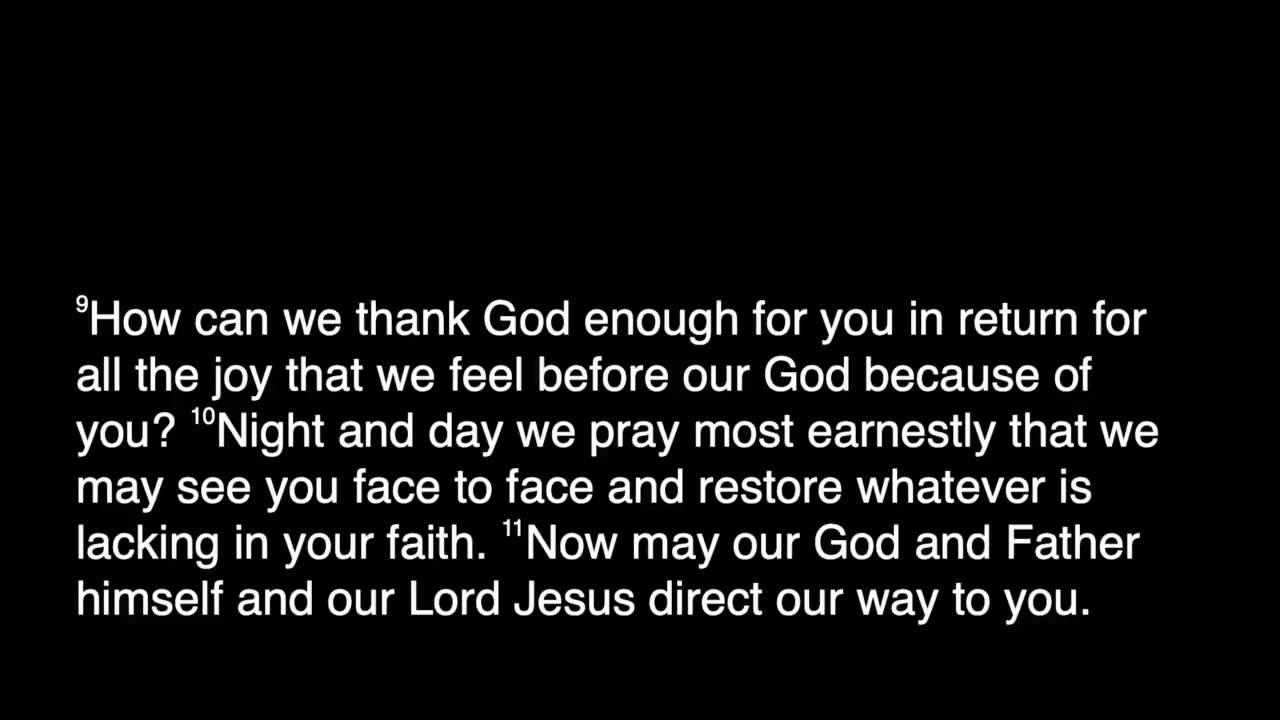 ⁹How can we thank God enough for you in return for
all the joy that we feel before our God because of
you? ¹⁰Night and day we pray most earnestly that we
may see you face to face and restore whatever is
lacking in your faith. ¹¹Now may our God and Father
himself and our Lord Jesus direct our way to you.